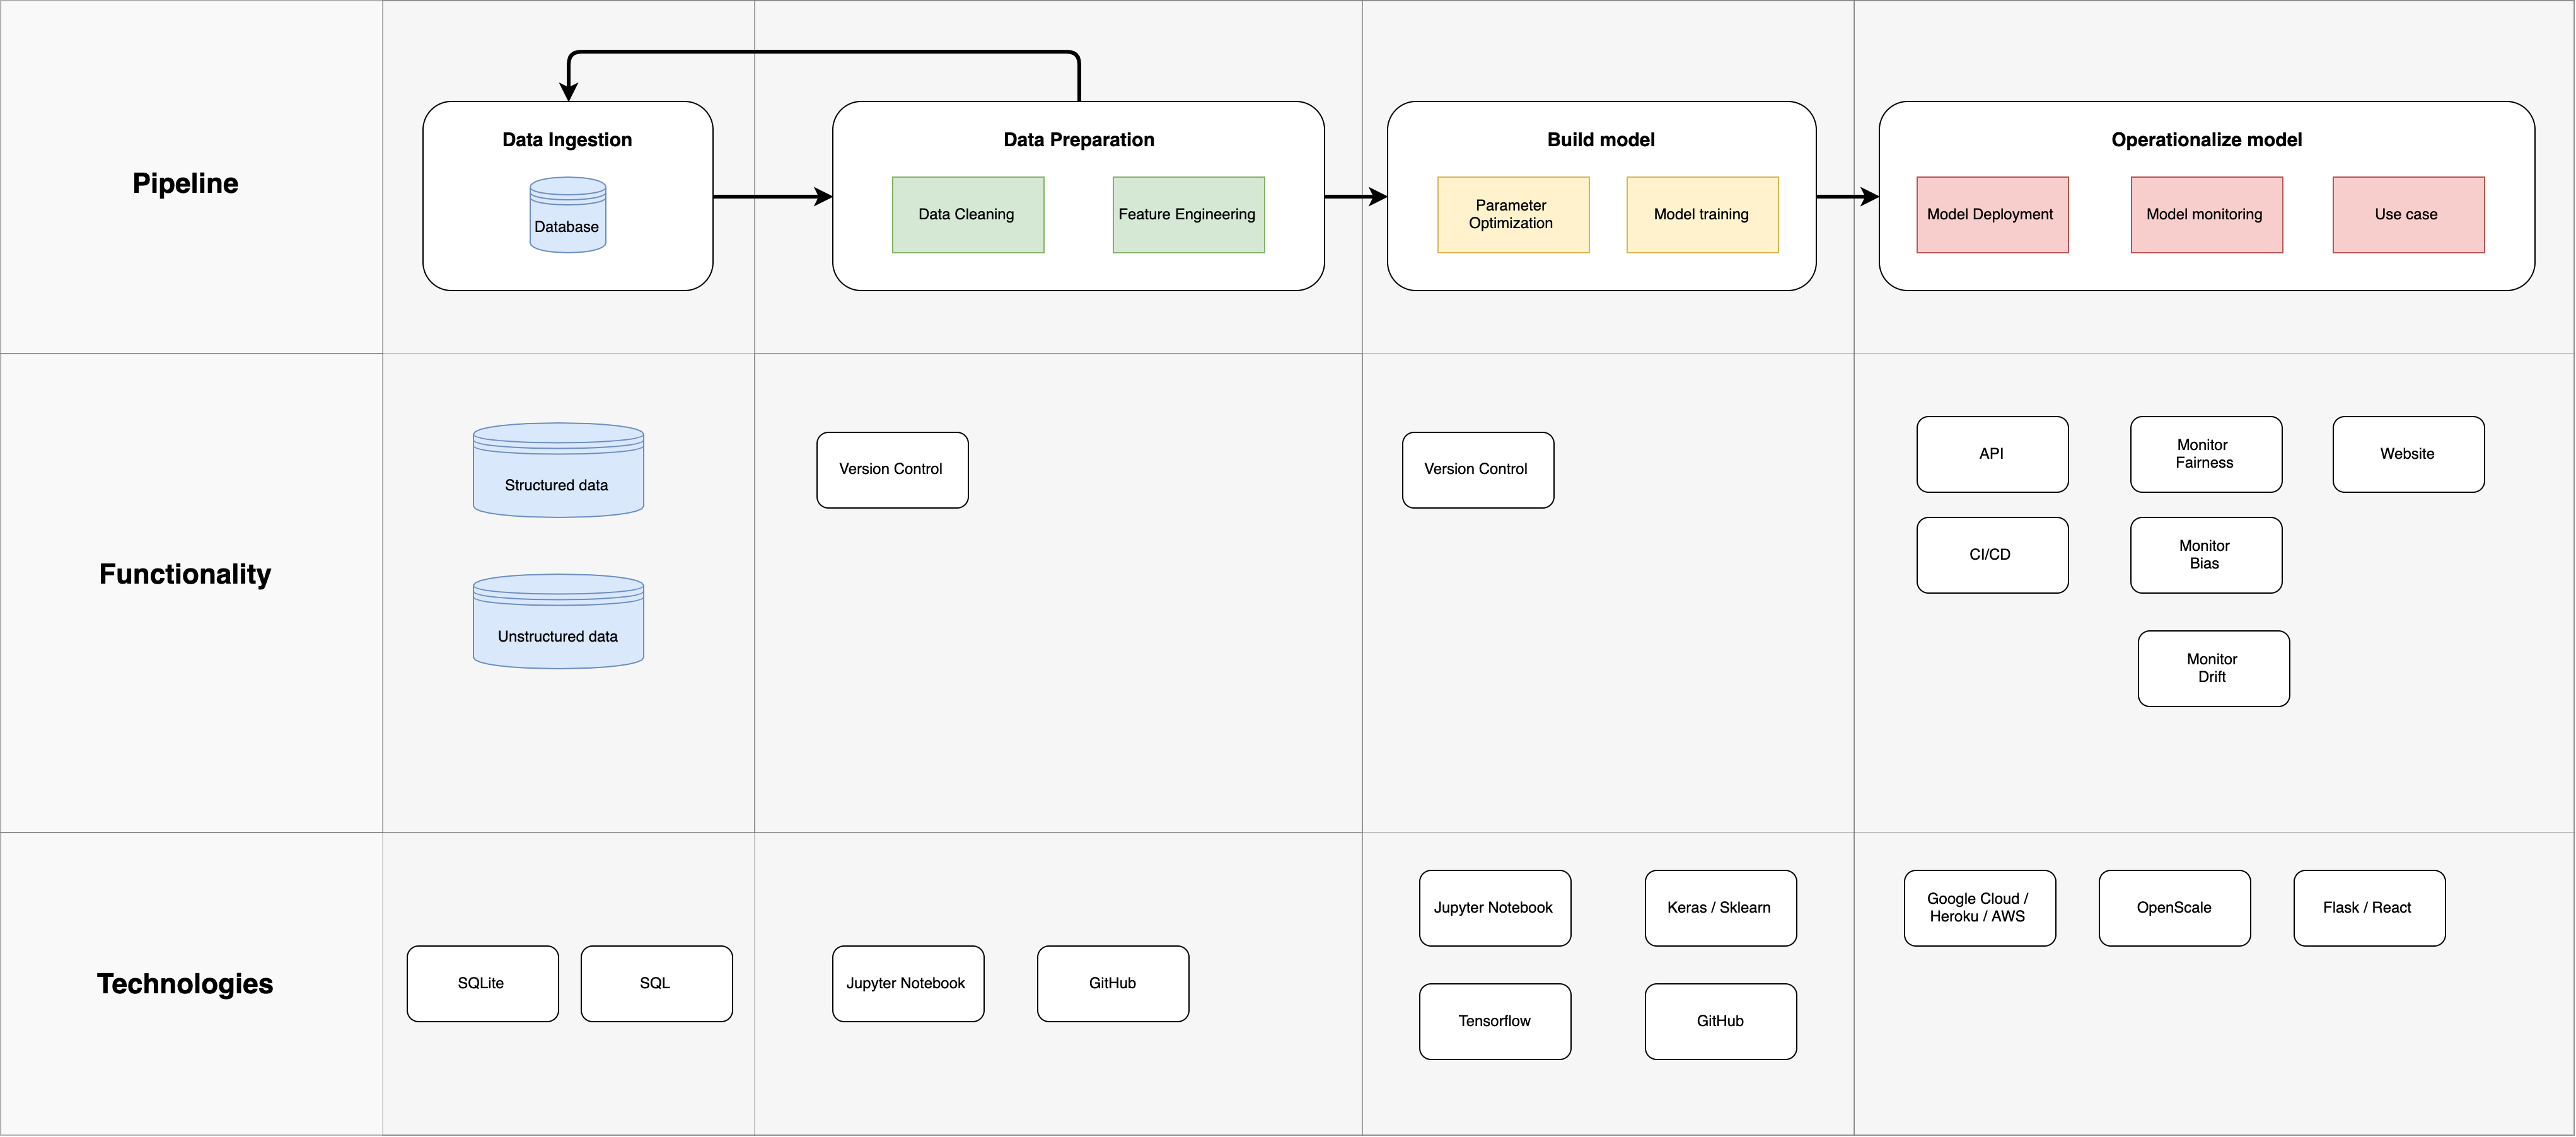 Pipeline
Data Ingestion
Database
Data Preparation
Data Cleaning
Feature Engineering
Build model
Parameter
Optimization
Model training
Operationalize model
Model Deployment
Model monitoring
Use case
Functionality
Structured data
Unstructured data
Version Control
Version Control
API
Monitor
Fairness
Website
CI/CD
Monitor
Bias
Monitor
Drift
Technologies
SQLite
SQL
Jupyter Notebook
GitHub
Jupyter Notebook
Keras / Sklearn
Tensorflow
GitHub
Google Cloud /
Heroku / AWS
OpenScale
Flask / React